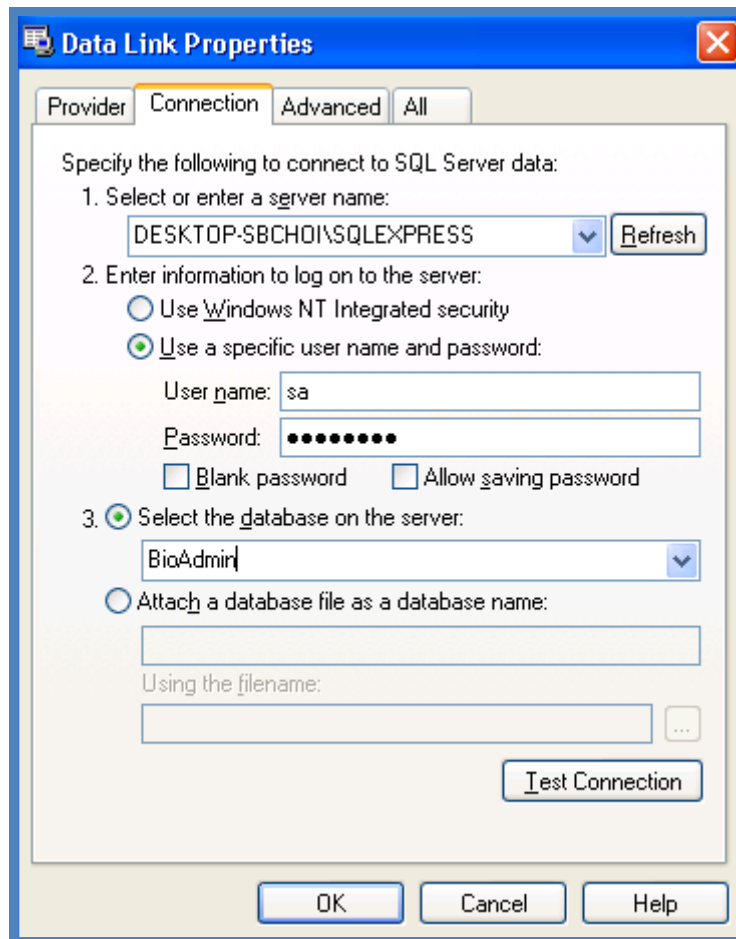 Data Link Properties
Provider Connection Advanced All
Specify the following to connect to SQL Server data:
1. Select or enter a server name:
DESKTOP-SBCHOI\SQLEXPRESS Refresh
2. Enter information to log on to the server:
Use Windows NT Integrated security
Use a specific user name and password:
User name: sa
Password: ●●●●●●●●
Blank password Allow saving password
3. Select the database on the server:
BioAdmin
Attach a database file as a database name:
Using the filename:
...
Test Connection
OK Cancel Help